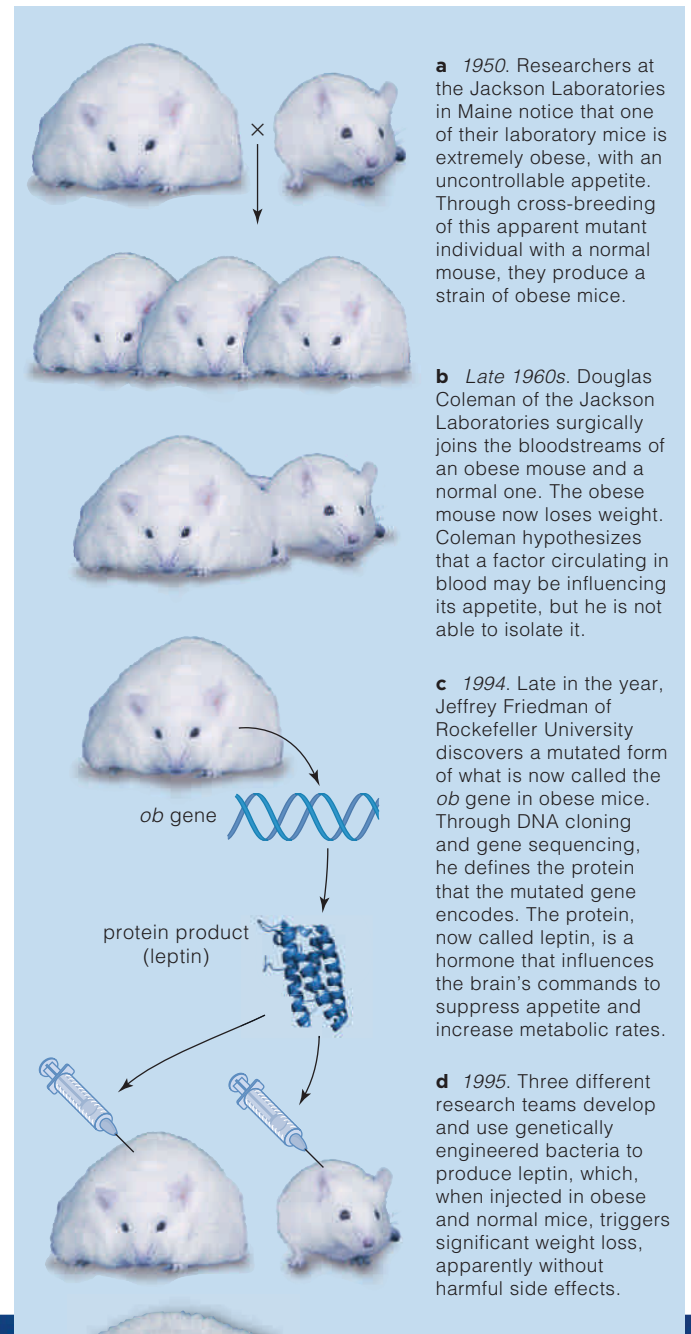 a 1950. Researchers at
the Jackson Laboratories
in Maine notice that one
of their laboratory mice is
extremely obese, with an
uncontrollable appetite.
Through cross-breeding
of this apparent mutant
individual with a normal
mouse, they produce a
strain of obese mice.
×
b Late 1960s. Douglas
Coleman of the Jackson
Laboratories surgically
joins the bloodstreams of
an obese mouse and a
normal one. The obese
mouse now loses weight.
Coleman hypothesizes
that a factor circulating in
blood may be influencing
its appetite, but he is not
able to isolate it.
c 1994. Late in the year,
Jeffrey Friedman of
Rockefeller University
discovers a mutated form
of what is now called the
ob gene in obese mice.
Through DNA cloning
and gene sequencing,
he defines the protein
that the mutated gene
encodes. The protein,
now called leptin, is a
hormone that influences
the brain's commands to
suppress appetite and
increase metabolic rates.
ob gene
protein product
(leptin)
d 1995. Three different
research teams develop
and use genetically
engineered bacteria to
produce leptin, which,
when injected in obese
and normal mice, triggers
significant weight loss,
apparently without
harmful side effects.